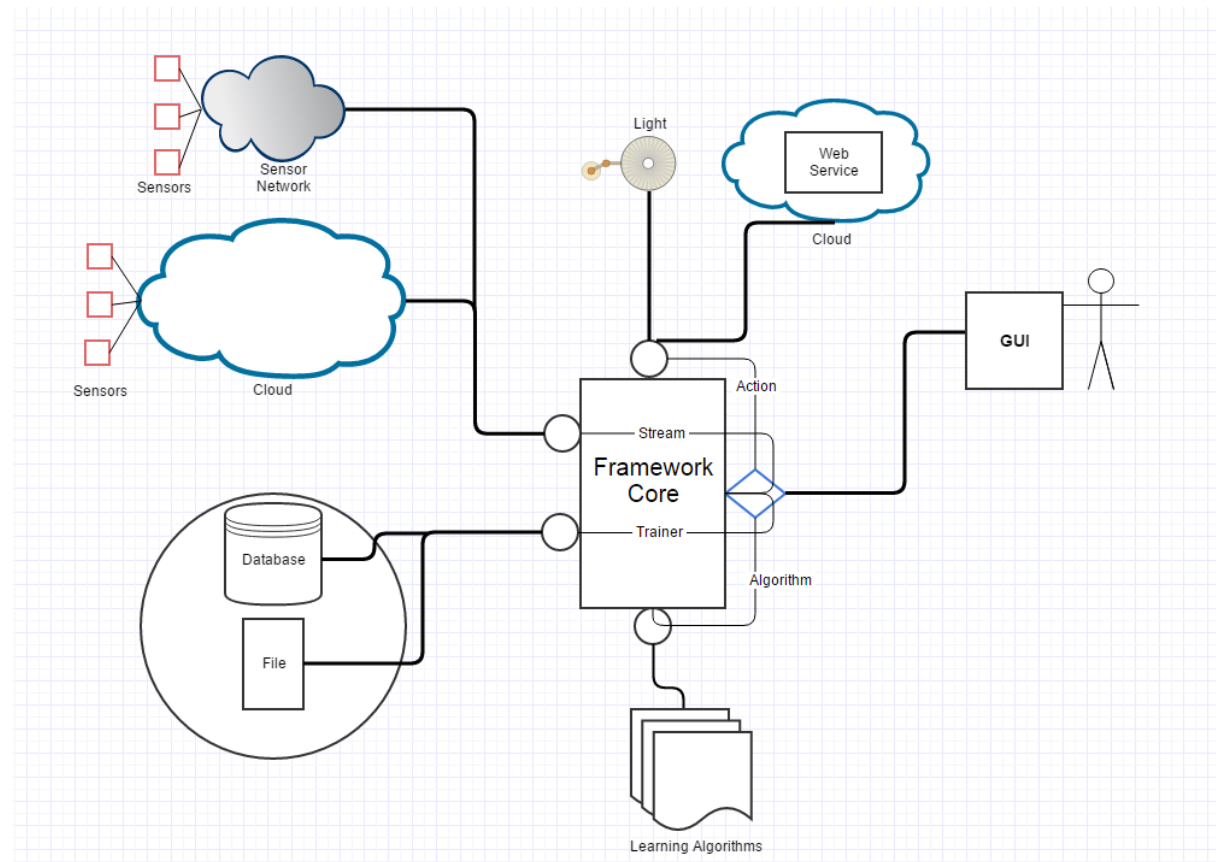 Light
Web
Service
Sensors
Sensor
Network
Cloud
GUI
Sensors
Cloud
Action
Stream
Framework
Core
Trainer
Database
Algorithm
File
Learning Algorithms